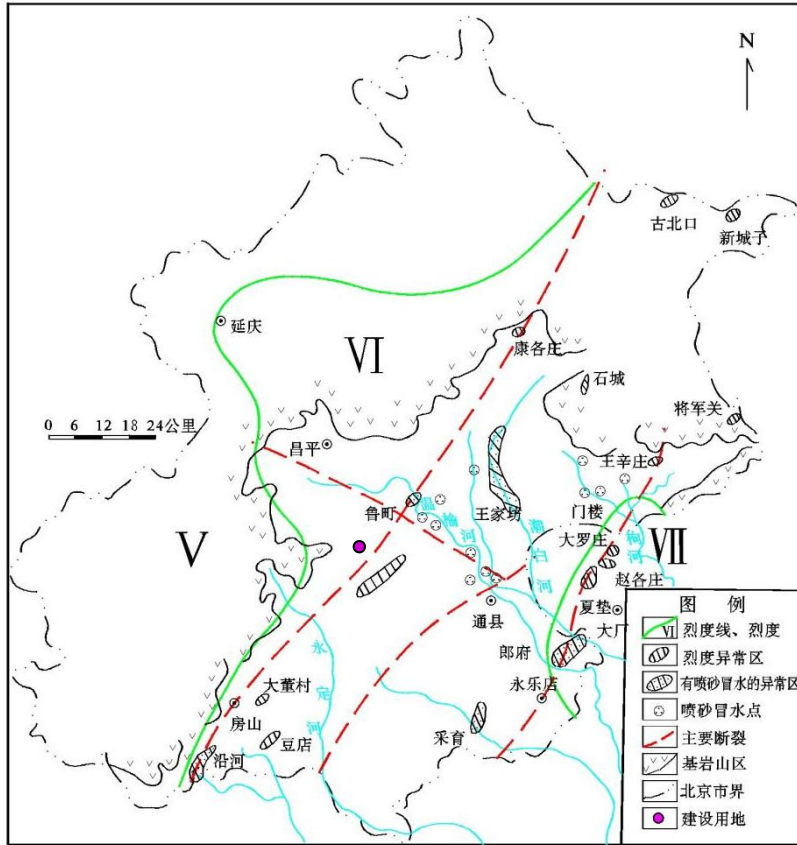 N
古北口
新城子
延庆
VI
康各庄
石城
0 6 12 18 24公里
将军关
昌平
王辛庄
鲁町
温榆河
王家坊
潮白河
门楼
泃河
大罗庄
V
VII
赵各庄
夏垫
通县
大厂
永定河
郎府
大董村
永乐店
房山
采育
豆店
沿河
图 例
VI 烈度线、烈度
烈度异常区
有喷砂冒水的异常区
喷砂冒水点
主要断裂
基岩山区
北京市界
建设用地